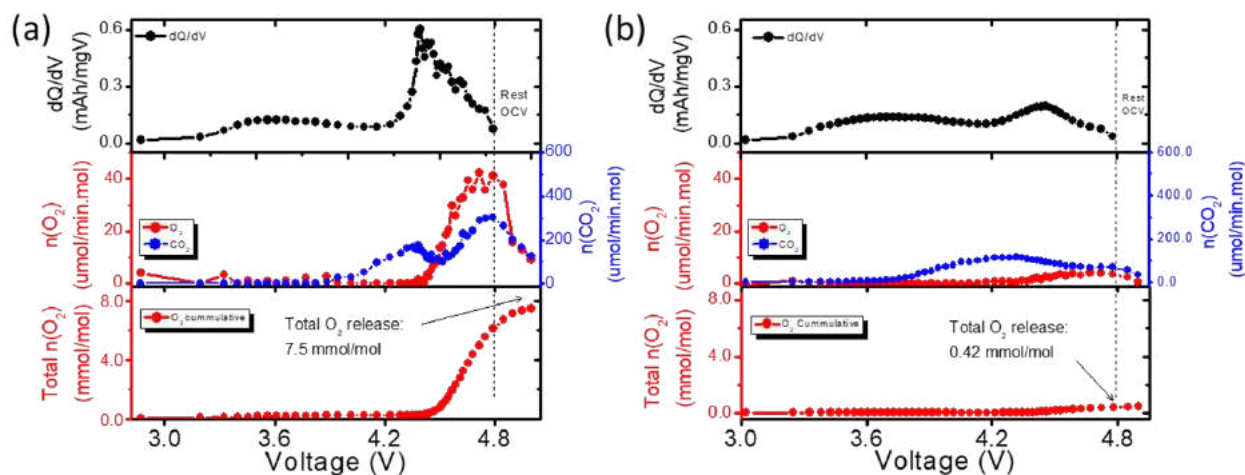 (a)
dQ/dV
(mAh/mgV)
0.6
0.3
0.0
dQ/dV
Rest
OCV
n(O2)
(umol/min.mol)
40
20
0
O2
CO2
600
300
0
n(CO2)
(umol/min.mol)
Total n(O2)
(mmol/mol)
8.0
4.0
0.0
O2 cummulative
Total O2 release:
7.5 mmol/mol
3.0 3.6 4.2 4.8
Voltage (V)
(b)
dQ/dV
(mAh/mgV)
0.6
0.3
0.0
dQ/dV
Rest
OCV
n(O2)
(umol/min.mol)
40
20
0
O2
CO2
600.0
300.0
0.0
n(CO2)
(umol/min.mol)
Total n(O2)
(mmol/mol)
8.0
4.0
0.0
O2 Cummulative
Total O2 release:
0.42 mmol/mol
3.0 3.6 4.2 4.8
Voltage (V)